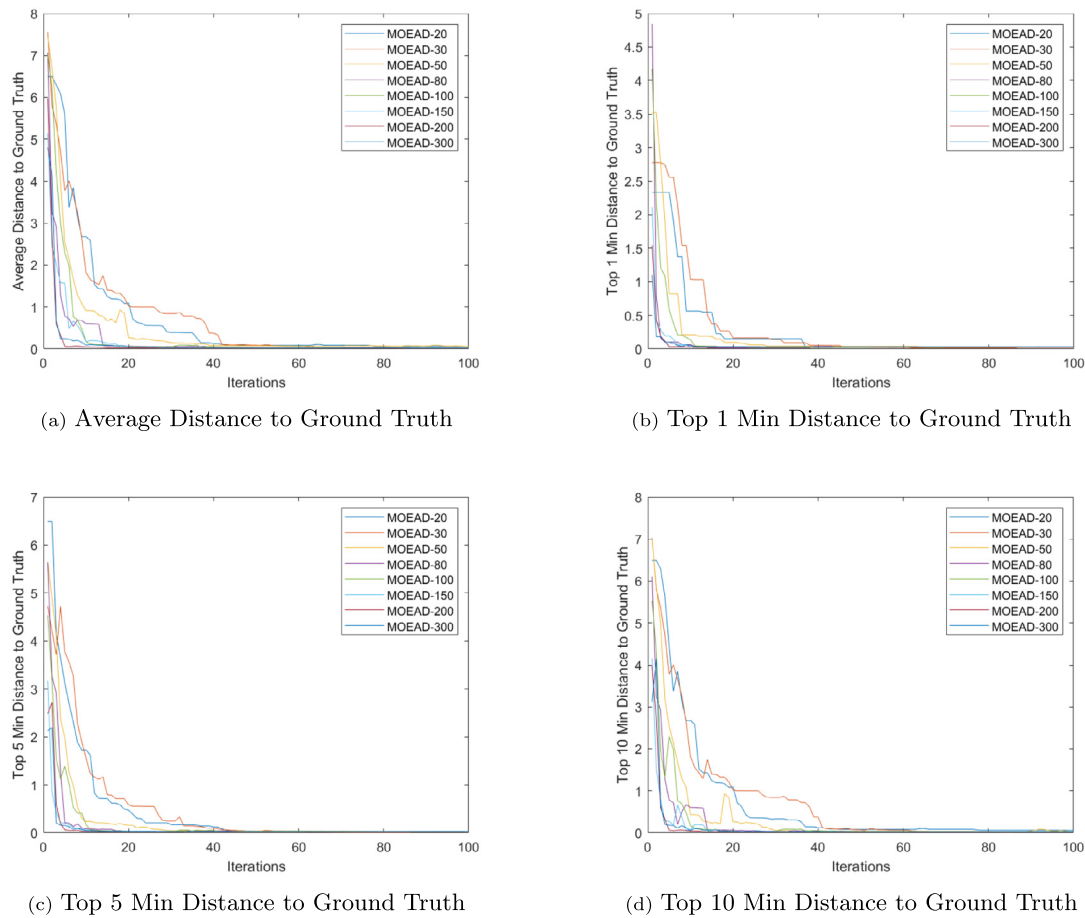 8
7
6
5
4
3
2
1
0
Average Distance to Ground Truth
MOEAD-20
MOEAD-30
MOEAD-50
MOEAD-80
MOEAD-100
MOEAD-150
MOEAD-200
MOEAD-300
0 20 40 60 80 100
Iterations
(a) Average Distance to Ground Truth
5
4.5
4
3.5
3
2.5
2
1.5
1
0.5
0
Top 1 Min Distance to Ground Truth
MOEAD-20
MOEAD-30
MOEAD-50
MOEAD-80
MOEAD-100
MOEAD-150
MOEAD-200
MOEAD-300
0 20 40 60 80 100
Iterations
(b) Top 1 Min Distance to Ground Truth
7
6
5
4
3
2
1
0
Top 5 Min Distance to Ground Truth
MOEAD-20
MOEAD-30
MOEAD-50
MOEAD-80
MOEAD-100
MOEAD-150
MOEAD-200
MOEAD-300
0 20 40 60 80 100
Iterations
(c) Top 5 Min Distance to Ground Truth
8
7
6
5
4
3
2
1
0
Top 10 Min Distance to Ground Truth
MOEAD-20
MOEAD-30
MOEAD-50
MOEAD-80
MOEAD-100
MOEAD-150
MOEAD-200
MOEAD-300
0 20 40 60 80 100
Iterations
(d) Top 10 Min Distance to Ground Truth